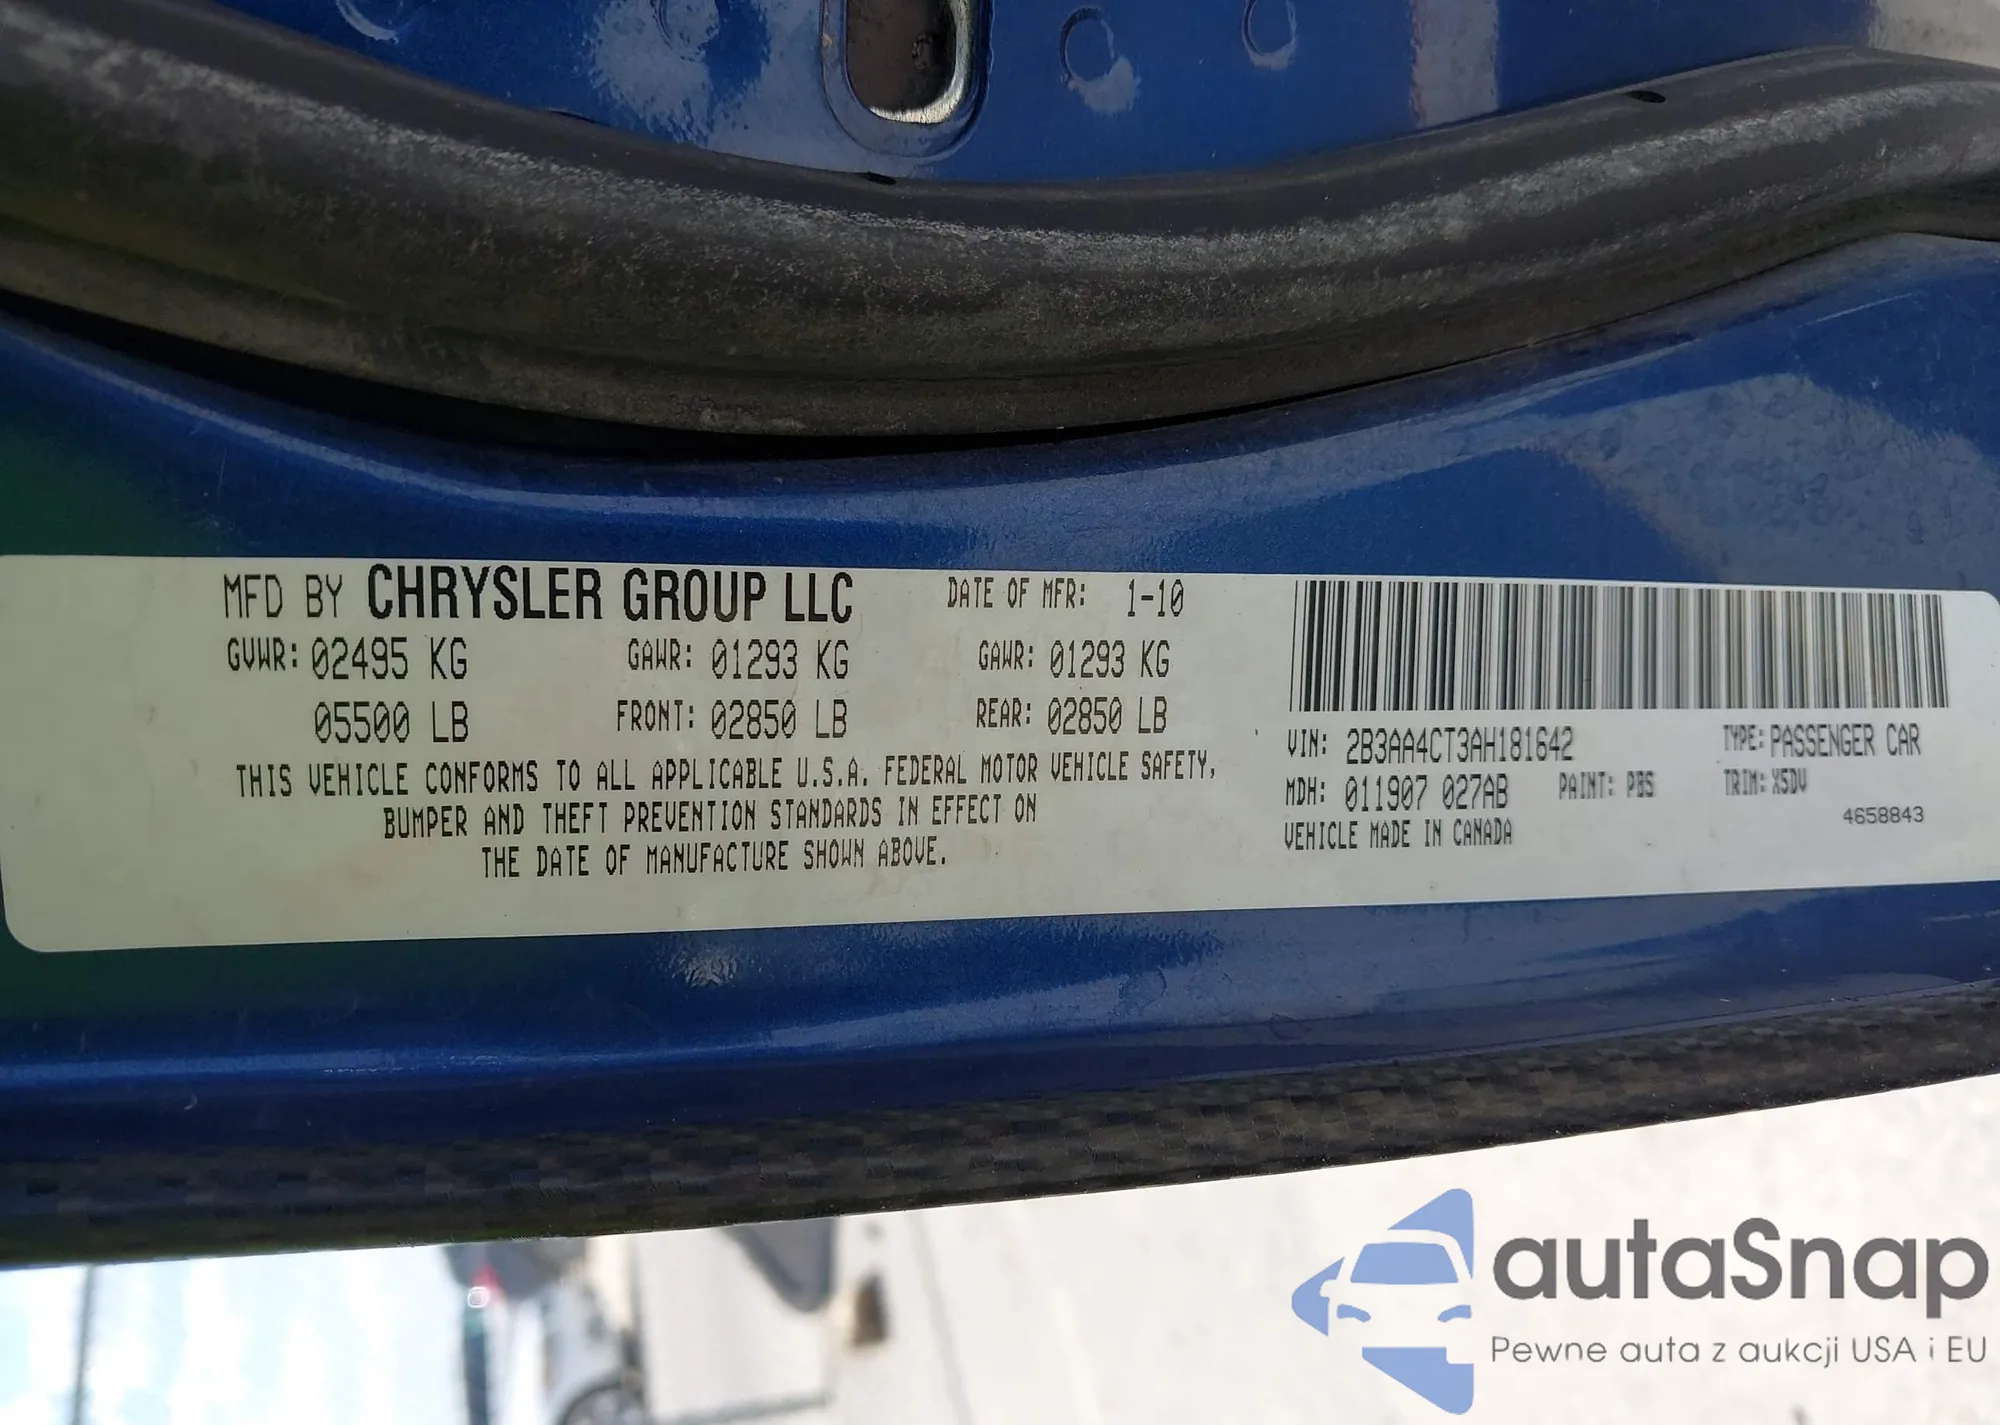 MFD BY CHRYSLER GROUP LLC DATE OF MFR: 1-10
GVWR: 02495 KG GAWR: 01293 KG GAWR: 01293 KG
05500 LB FRONT: 02850 LB REAR: 02850 LB
THIS VEHICLE CONFORMS TO ALL APPLICABLE U.S.A. FEDERAL MOTOR VEHICLE SAFETY,
BUMPER AND THEFT PREVENTION STANDARDS IN EFFECT ON
THE DATE OF MANUFACTURE SHOWN ABOVE.
VIN: 2B3AA4CT3AH181642 TYPE: PASSENGER CAR
MDH: 011907 027AB PAINT: PBS TRIM: X5DV
VEHICLE MADE IN CANADA 4658843
autaSnap
Pewne auta z aukcji USA i EU